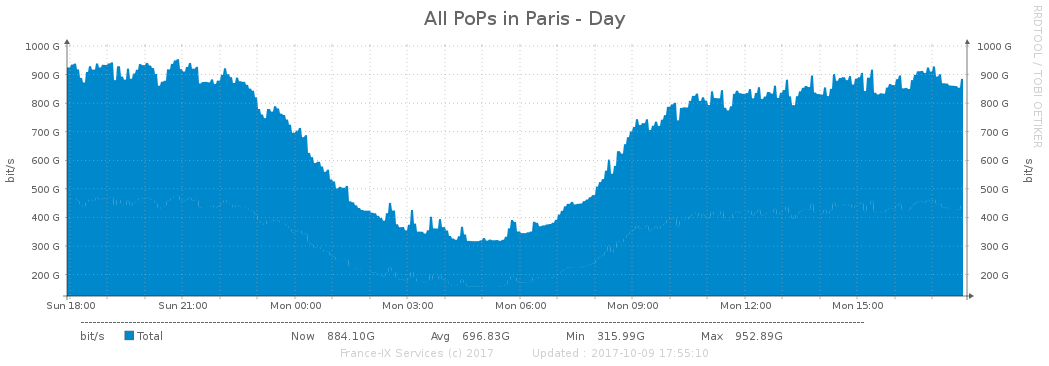 All PoPs in Paris - Day
RRDTOOL / TOBI OETIKER
1000 G 1000 G
900 G 900 G
800 G 800 G
700 G 700 G
600 G 600 G
500 G 500 G
400 G 400 G
300 G 300 G
200 G 200 G
bit/s
bit/s
Sun 18:00 Sun 21:00 Mon 00:00 Mon 03:00 Mon 06:00 Mon 09:00 Mon 12:00 Mon 15:00
bit/s Total Now 884.10G Avg 696.83G Min 315.99G Max 952.89G
France-IX Services (c) 2017 Updated : 2017-10-09 17:55:10